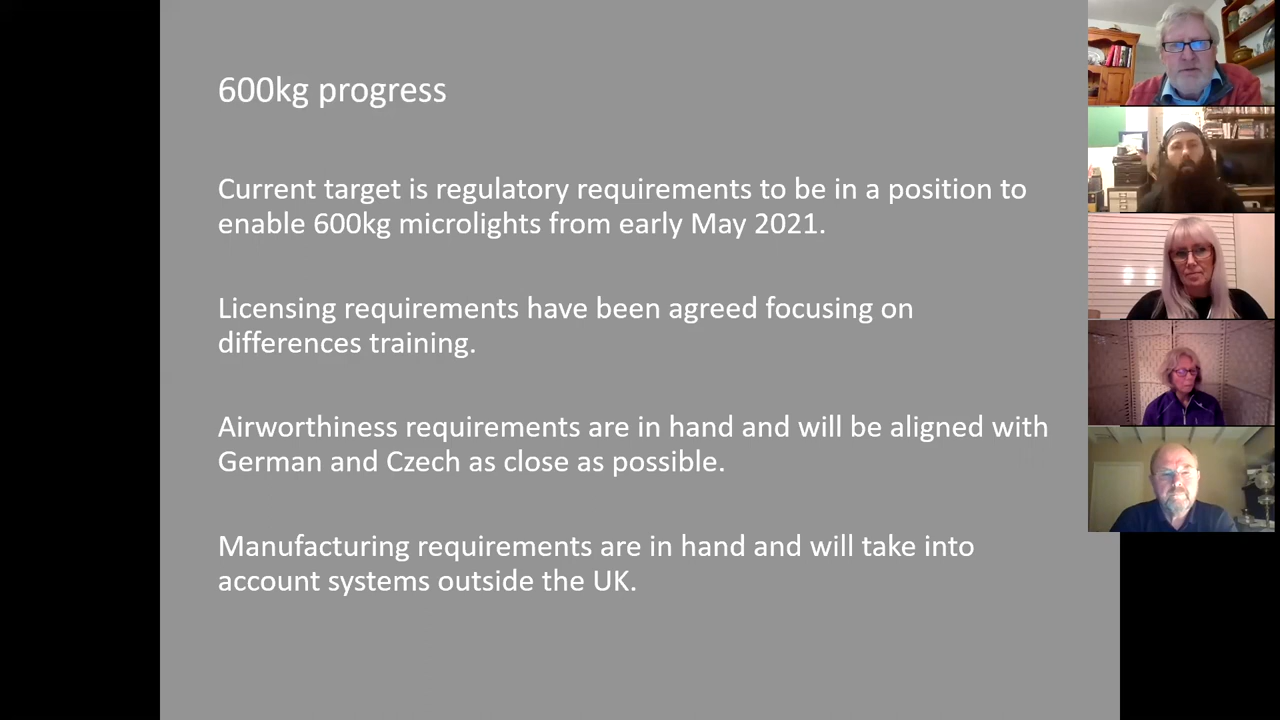 600kg progress
Current target is regulatory requirements to be in a position to
enable 600kg microlights from early May 2021.
Licensing requirements have been agreed focusing on
differences training.
Airworthiness requirements are in hand and will be aligned with
German and Czech as close as possible.
Manufacturing requirements are in hand and will take into
account systems outside the UK.